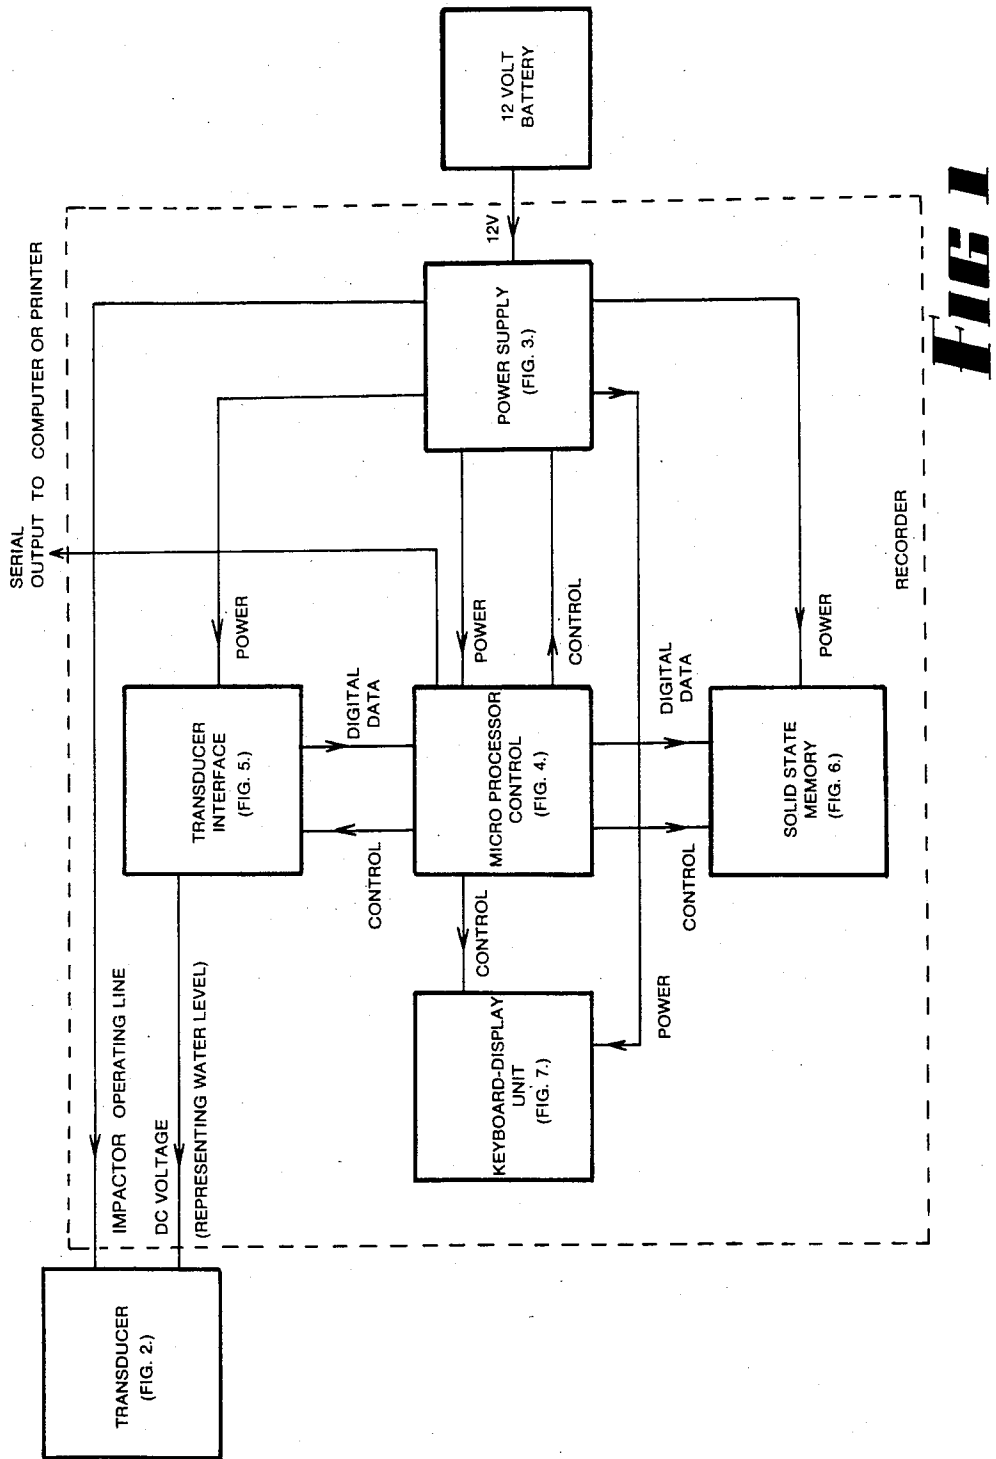 TRANSDUCER
(FIG. 2.)
IMPACTOR OPERATING LINE
DC VOLTAGE
(REPRESENTING WATER LEVEL)
SERIAL
OUTPUT TO COMPUTER OR PRINTER
TRANSDUCER
INTERFACE
(FIG. 5.)
POWER
CONTROL
DIGITAL
DATA
KEYBOARD-DISPLAY
UNIT
(FIG. 7.)
CONTROL
MICRO PROCESSOR
CONTROL
(FIG. 4.)
POWER
CONTROL
POWER SUPPLY
(FIG. 3.)
12V
12 VOLT
BATTERY
POWER
CONTROL
DIGITAL
DATA
SOLID STATE
MEMORY
(FIG. 6.)
POWER
RECORDER
FIG 1